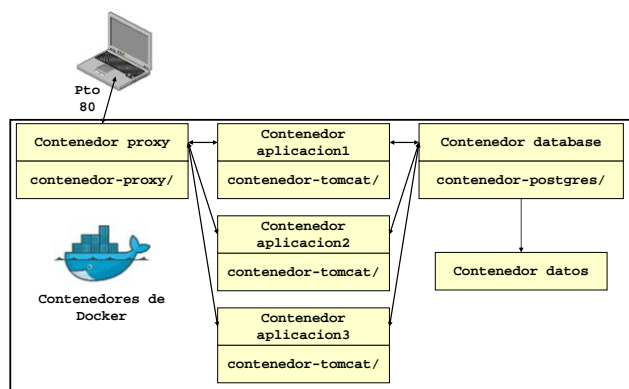 Pto
80
Contenedor proxy
contenedor-proxy/
Contenedor
aplicacion1
contenedor-tomcat/
Contenedor database
contenedor-postgres/
Contenedor
aplicacion2
contenedor-tomcat/
Contenedor datos
Contenedores de
Docker
Contenedor
aplicacion3
contenedor-tomcat/